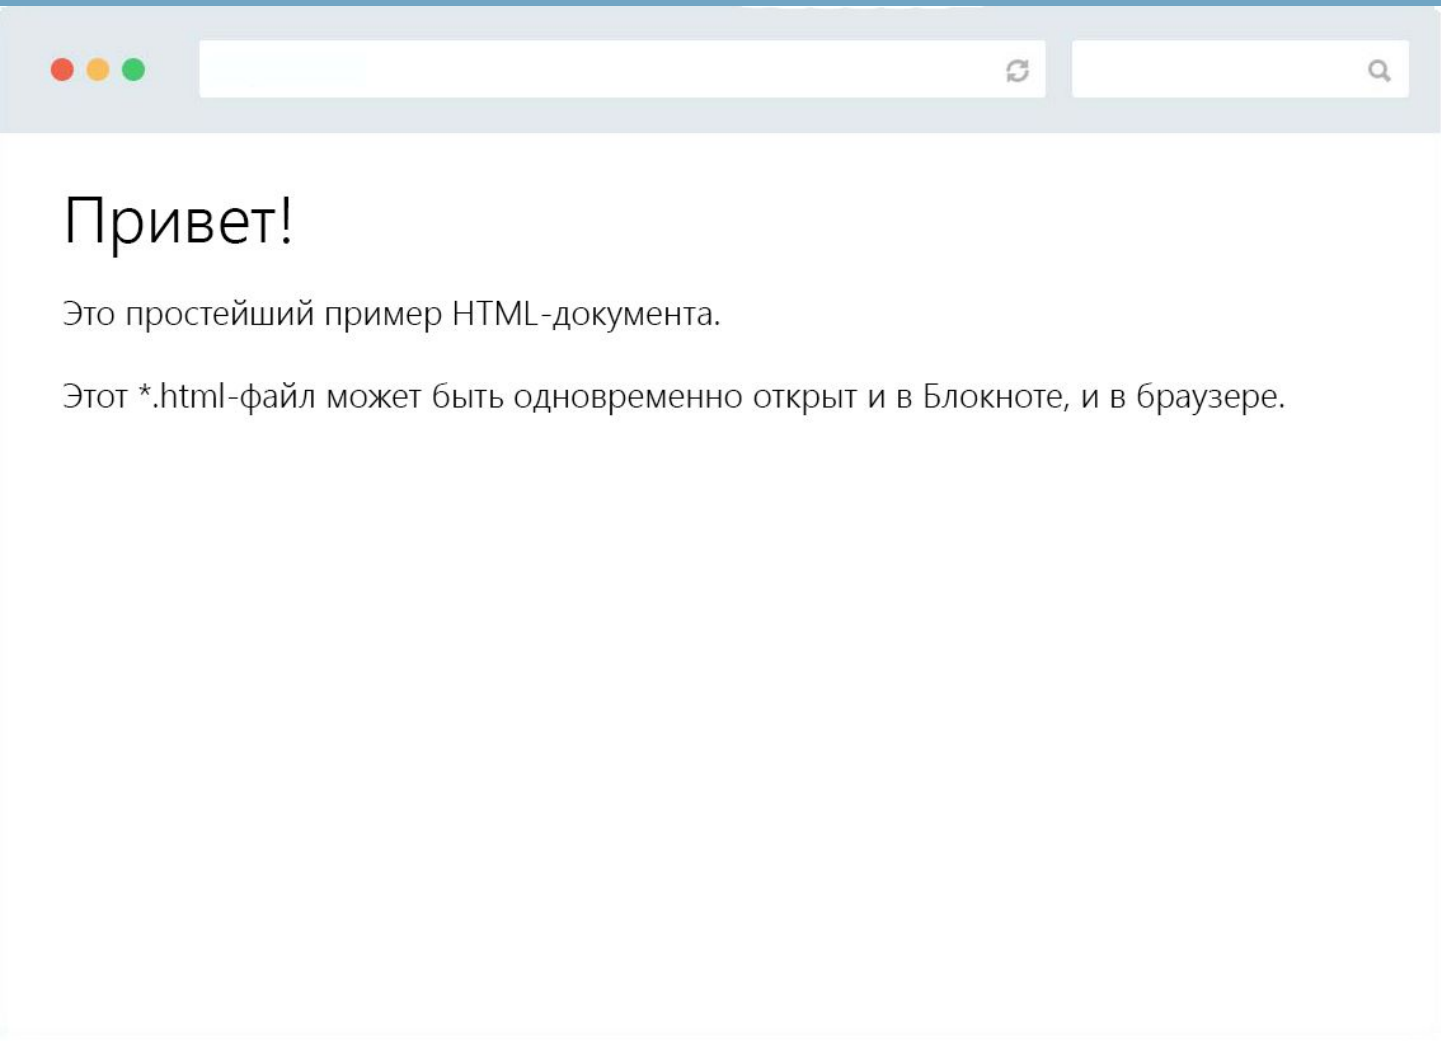 Привет!
Это простейший пример HTML-документа.
Этот *.html-файл может быть одновременно открыт и в Блокноте, и в браузере.